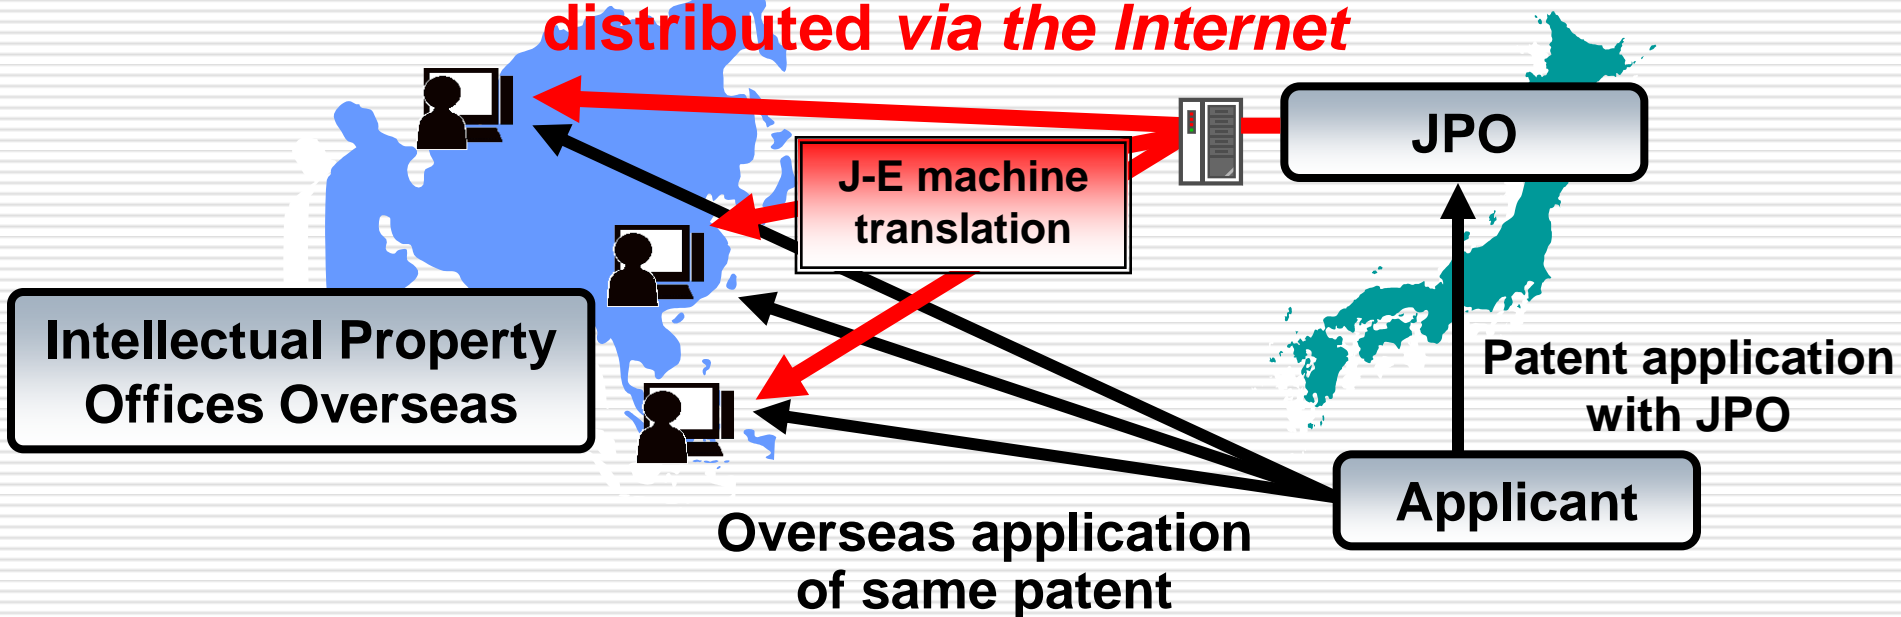 distributed via the Internet
JPO
J-E machine
translation
Intellectual Property
Offices Overseas
Patent application
with JPO
Applicant
Overseas application
of same patent